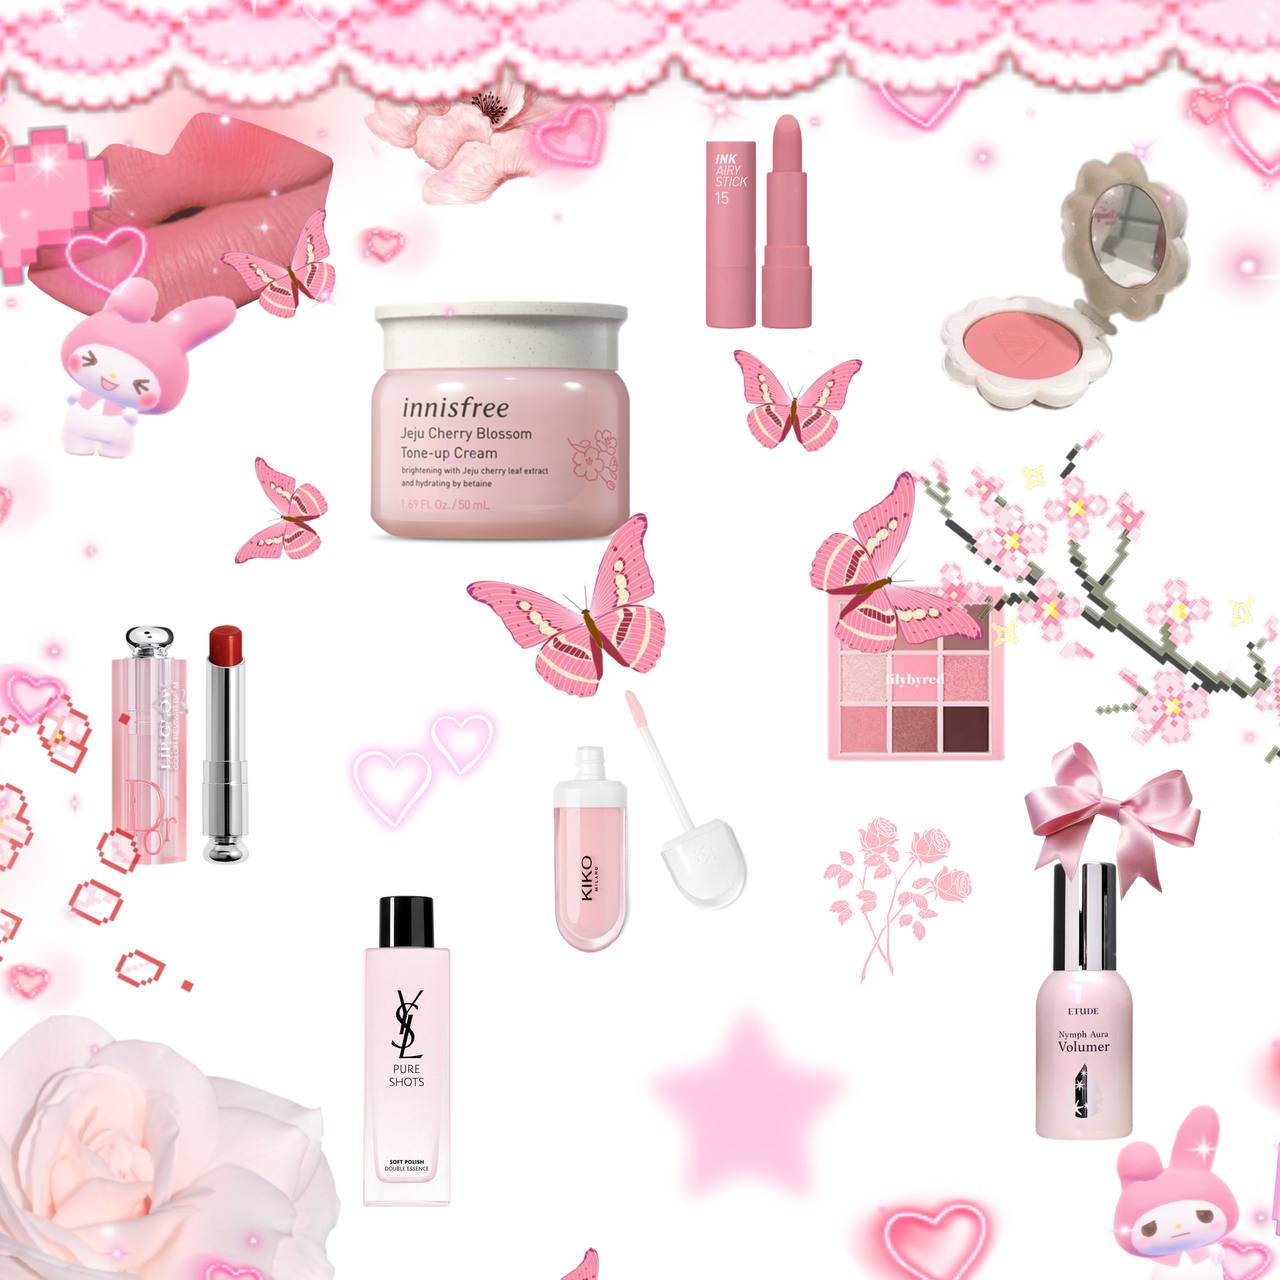 INK
AIRY
STICK
15
innisfree
Jeju Cherry Blossom
Tone-up Cream
brightening with Jeju cherry leaf extract
and hydrating by betaine
1.69 FL Oz. / 50 mL
lilybyred
LIP GLOW
Dior
KIKO
MILANO
YSL
PURE
SHOTS
SOFT POLISH
DOUBLE ESSENCE
ETUDE
Nymph Aura
Volumer